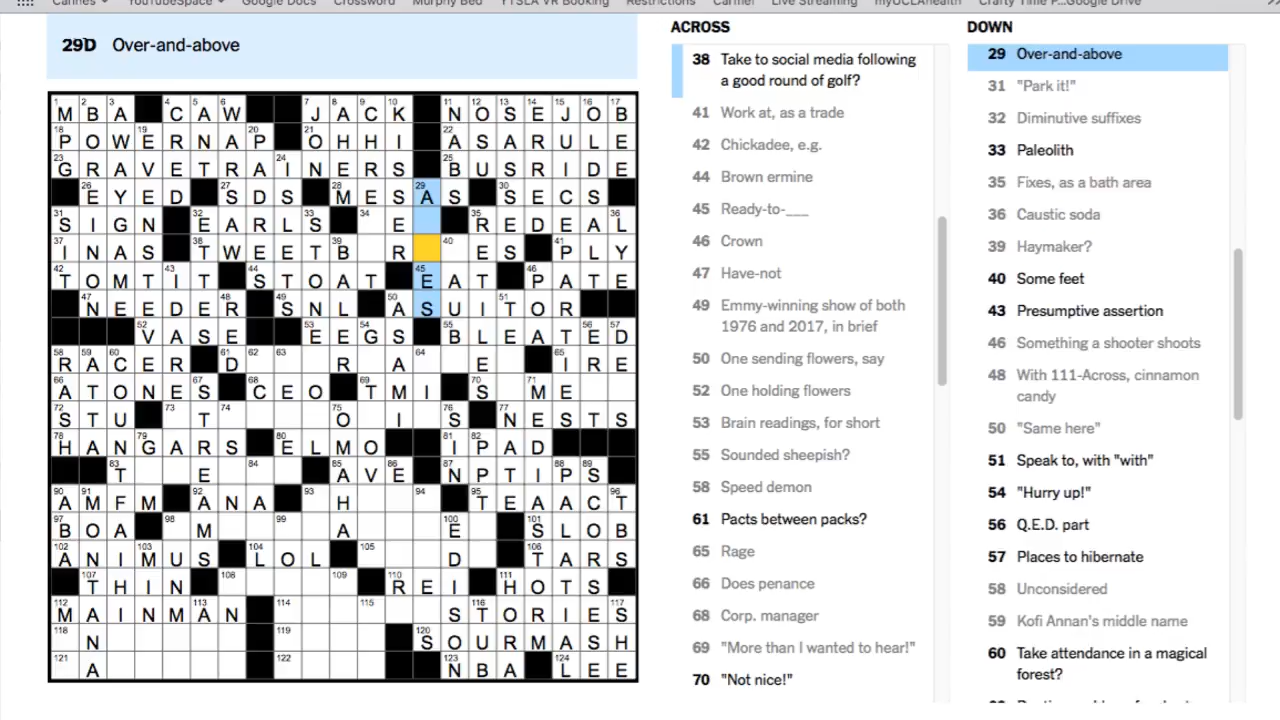 Cannes YouTubeSpace Google Docs Crossword Murphy Bed YTSLA VR Booking Restrictions Carmel Live Streaming myUCLAhealth Crafty Time P...Google Drive
29D Over-and-above
ACROSS
38 Take to social media following
a good round of golf?
41 Work at, as a trade
42 Chickadee, e.g.
44 Brown ermine
45 Ready-to-___
46 Crown
47 Have-not
49 Emmy-winning show of both
1976 and 2017, in brief
50 One sending flowers, say
52 One holding flowers
53 Brain readings, for short
55 Sounded sheepish?
58 Speed demon
61 Pacts between packs?
65 Rage
66 Does penance
68 Corp. manager
69 "More than I wanted to hear!"
70 "Not nice!"
DOWN
29 Over-and-above
31 "Park it!"
32 Diminutive suffixes
33 Paleolith
35 Fixes, as a bath area
36 Caustic soda
39 Haymaker?
40 Some feet
43 Presumptive assertion
46 Something a shooter shoots
48 With 111-Across, cinnamon
candy
50 "Same here"
51 Speak to, with "with"
54 "Hurry up!"
56 Q.E.D. part
57 Places to hibernate
58 Unconsidered
59 Kofi Annan's middle name
60 Take attendance in a magical
forest?
M B A C A W J A C K N O S E J O B
P O W E R N A P O H H I A S A R U L E
G R A V E T R A I N E R S B U S R I D E
E Y E D S D S M E S A S S E C S
S I G N E A R L S E R E D E A L
I N A S T W E E T B R E S P L Y
T O M T I T S T O A T E A T P A T E
N E E D E R S N L A S U I T O R
V A S E E E G S B L E A T E D
R A C E R D R A E I R E
A T O N E S C E O T M I S M E
S T U T O I S N E S T S
H A N G A R S E L M O I P A D
T E A V E N P T I P S
A M F M A N A H T E A A C T
B O A M A E S L O B
A N I M U S L O L D T A R S
T H I N R E I H O T S
M A I N M A N S T O R I E S
N S O U R M A S H
A N B A L E E